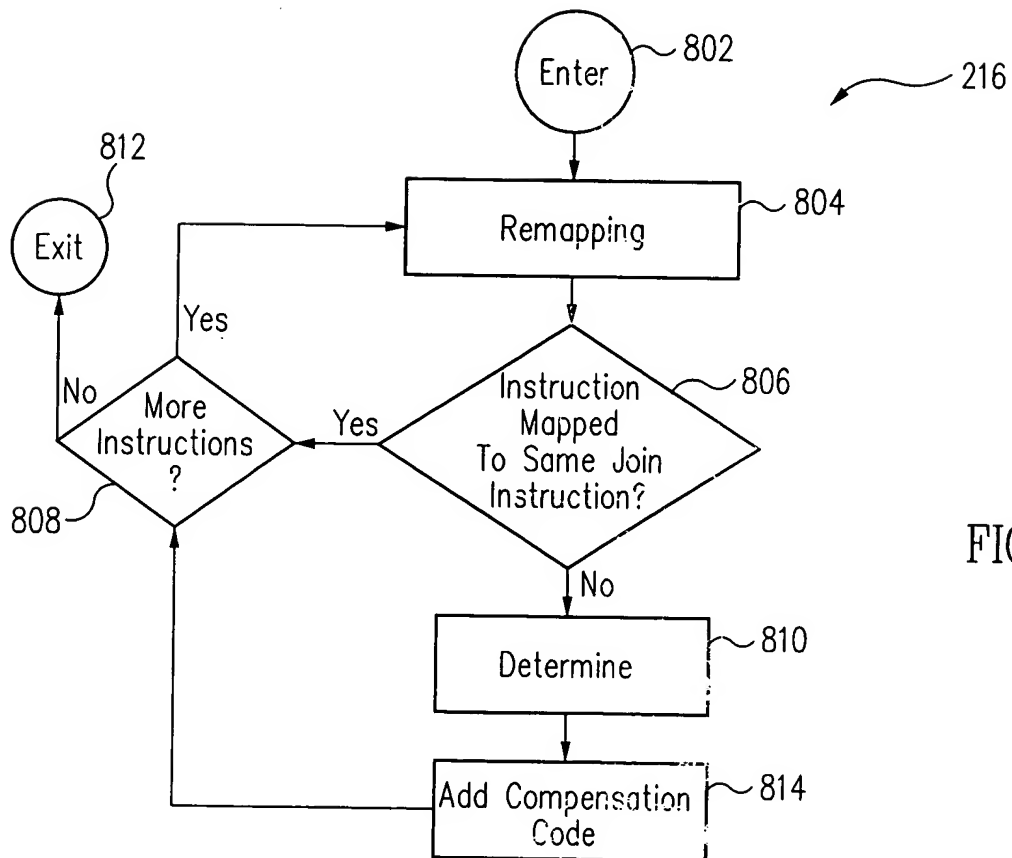 802
Enter
216
812
804
Exit
Remapping
Yes
806
No
Instruction
Mapped
To Same Join
Instruction?
More
Instructions
?
Yes
808
No
810
Determine
814
Add Compensation
Code